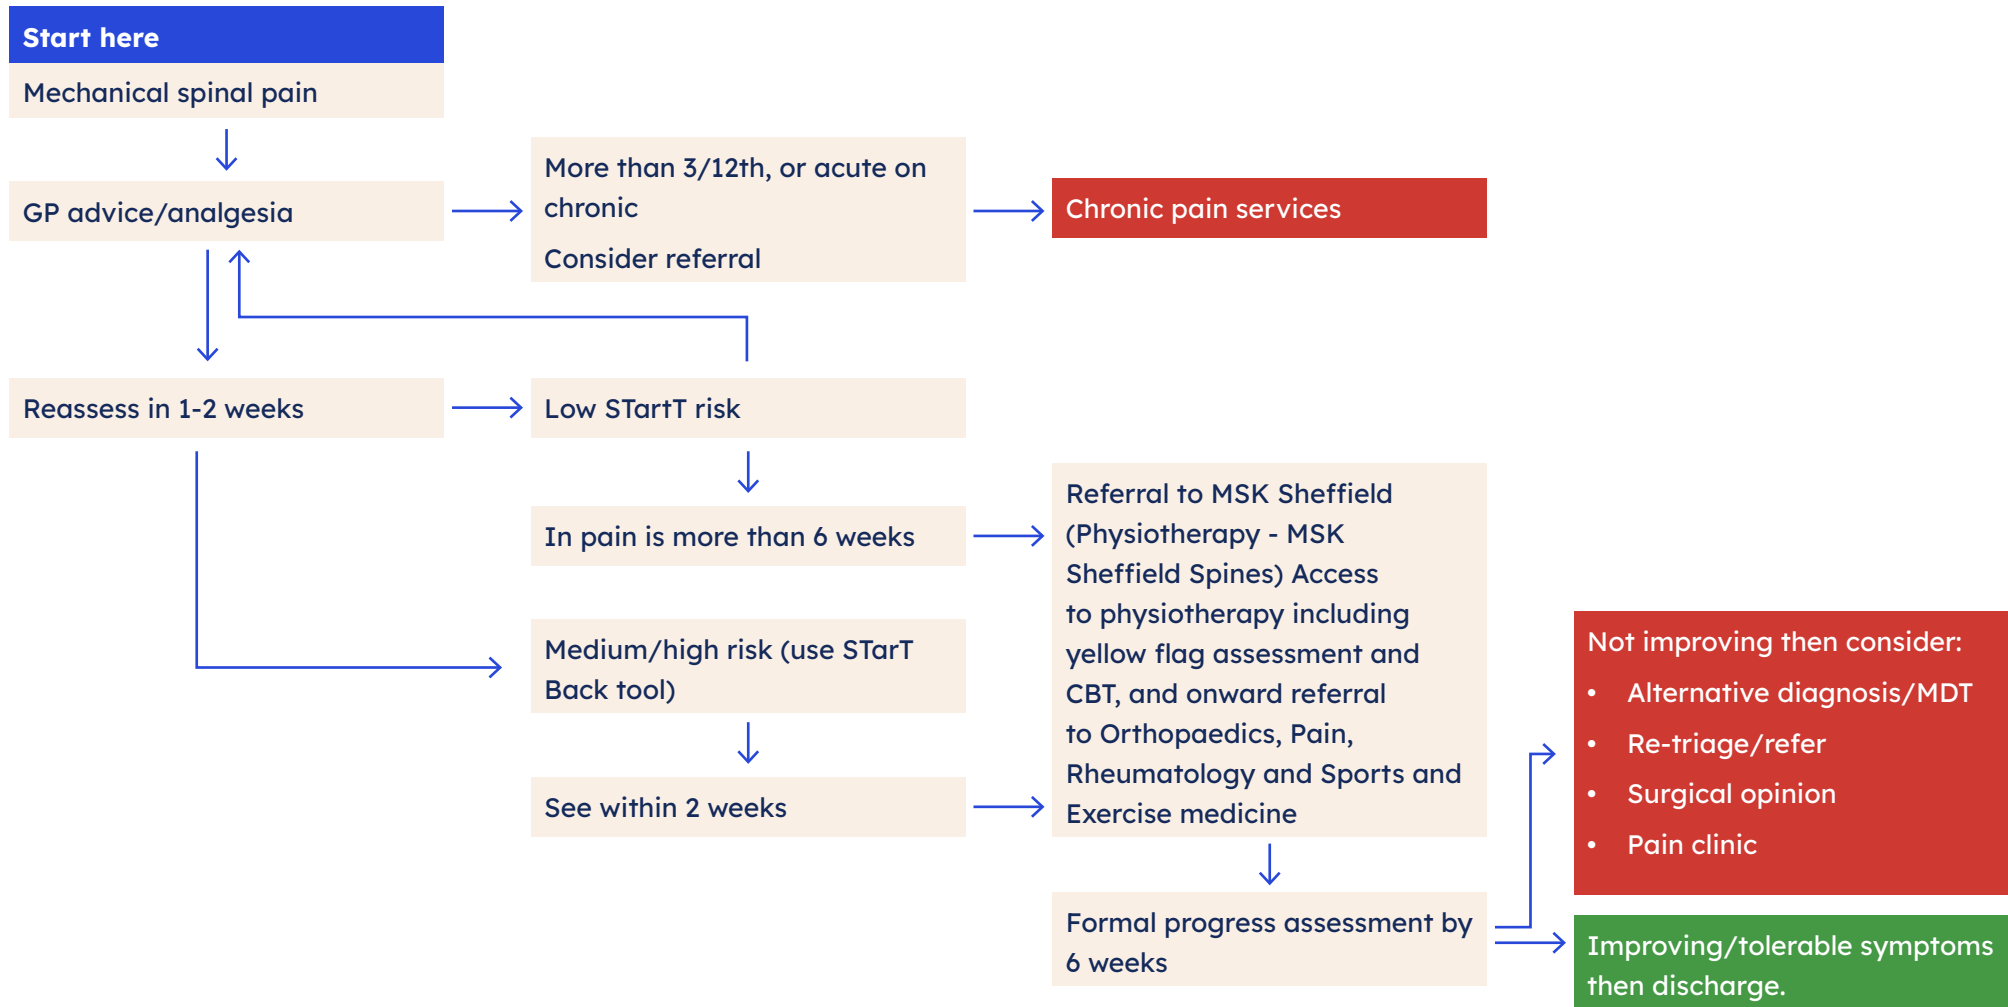 Start here
Mechanical spinal pain
GP advice/analgesia
More than 3/12th, or acute on
chronic
Consider referral
Chronic pain services
Reassess in 1-2 weeks
Low STartT risk
In pain is more than 6 weeks
Medium/high risk (use STarT
Back tool)
See within 2 weeks
Referral to MSK Sheffield
(Physiotherapy - MSK
Sheffield Spines) Access
to physiotherapy including
yellow flag assessment and
CBT, and onward referral
to Orthopaedics, Pain,
Rheumatology and Sports and
Exercise medicine
Formal progress assessment by
6 weeks
Not improving then consider:
• Alternative diagnosis/MDT
• Re-triage/refer
• Surgical opinion
• Pain clinic
Improving/tolerable symptoms
then discharge.